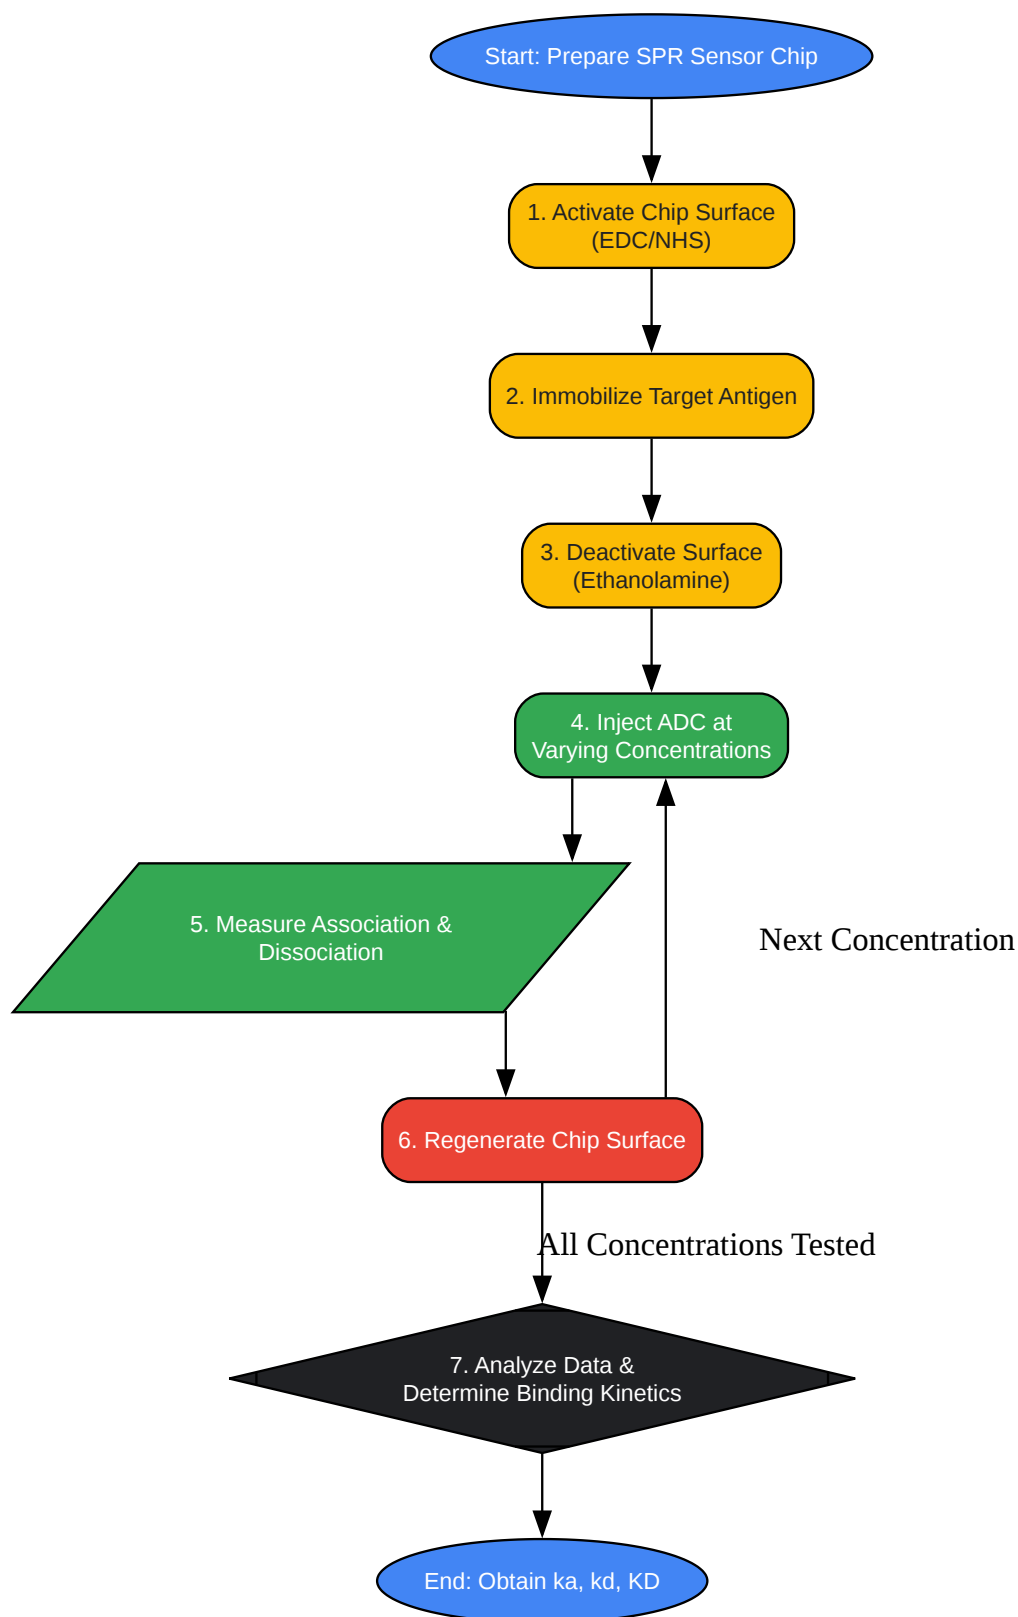 Start: Prepare SPR Sensor Chip
1. Activate Chip Surface
(EDC/NHS)
2. Immobilize Target Antigen
3. Deactivate Surface
(Ethanolamine)
4. Inject ADC at
Varying Concentrations
5. Measure Association &
Dissociation
Next Concentration
6. Regenerate Chip Surface
All Concentrations Tested
7. Analyze Data &
Determine Binding Kinetics
End: Obtain ka, kd, KD